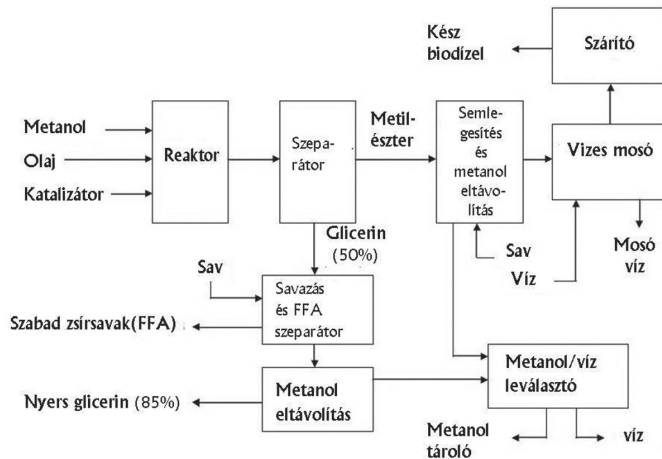 Kész
biodízel
Szárító
Metanol
Olaj
Katalizátor
Reaktor
Szepa-
rátor
Metil-
észter
Semle-
gesítés
és
metanol
eltávo-
lítás
Vizes mosó
Glicerin
(50%)
Sav
Víz
Mosó
víz
Sav
Savazás
és FFA
szeparátor
Szabad zsírsavak(FFA)
Metanol
eltávolítás
Nyers glicerin (85%)
Metanol/víz
leválasztó
Metanol
tároló
víz